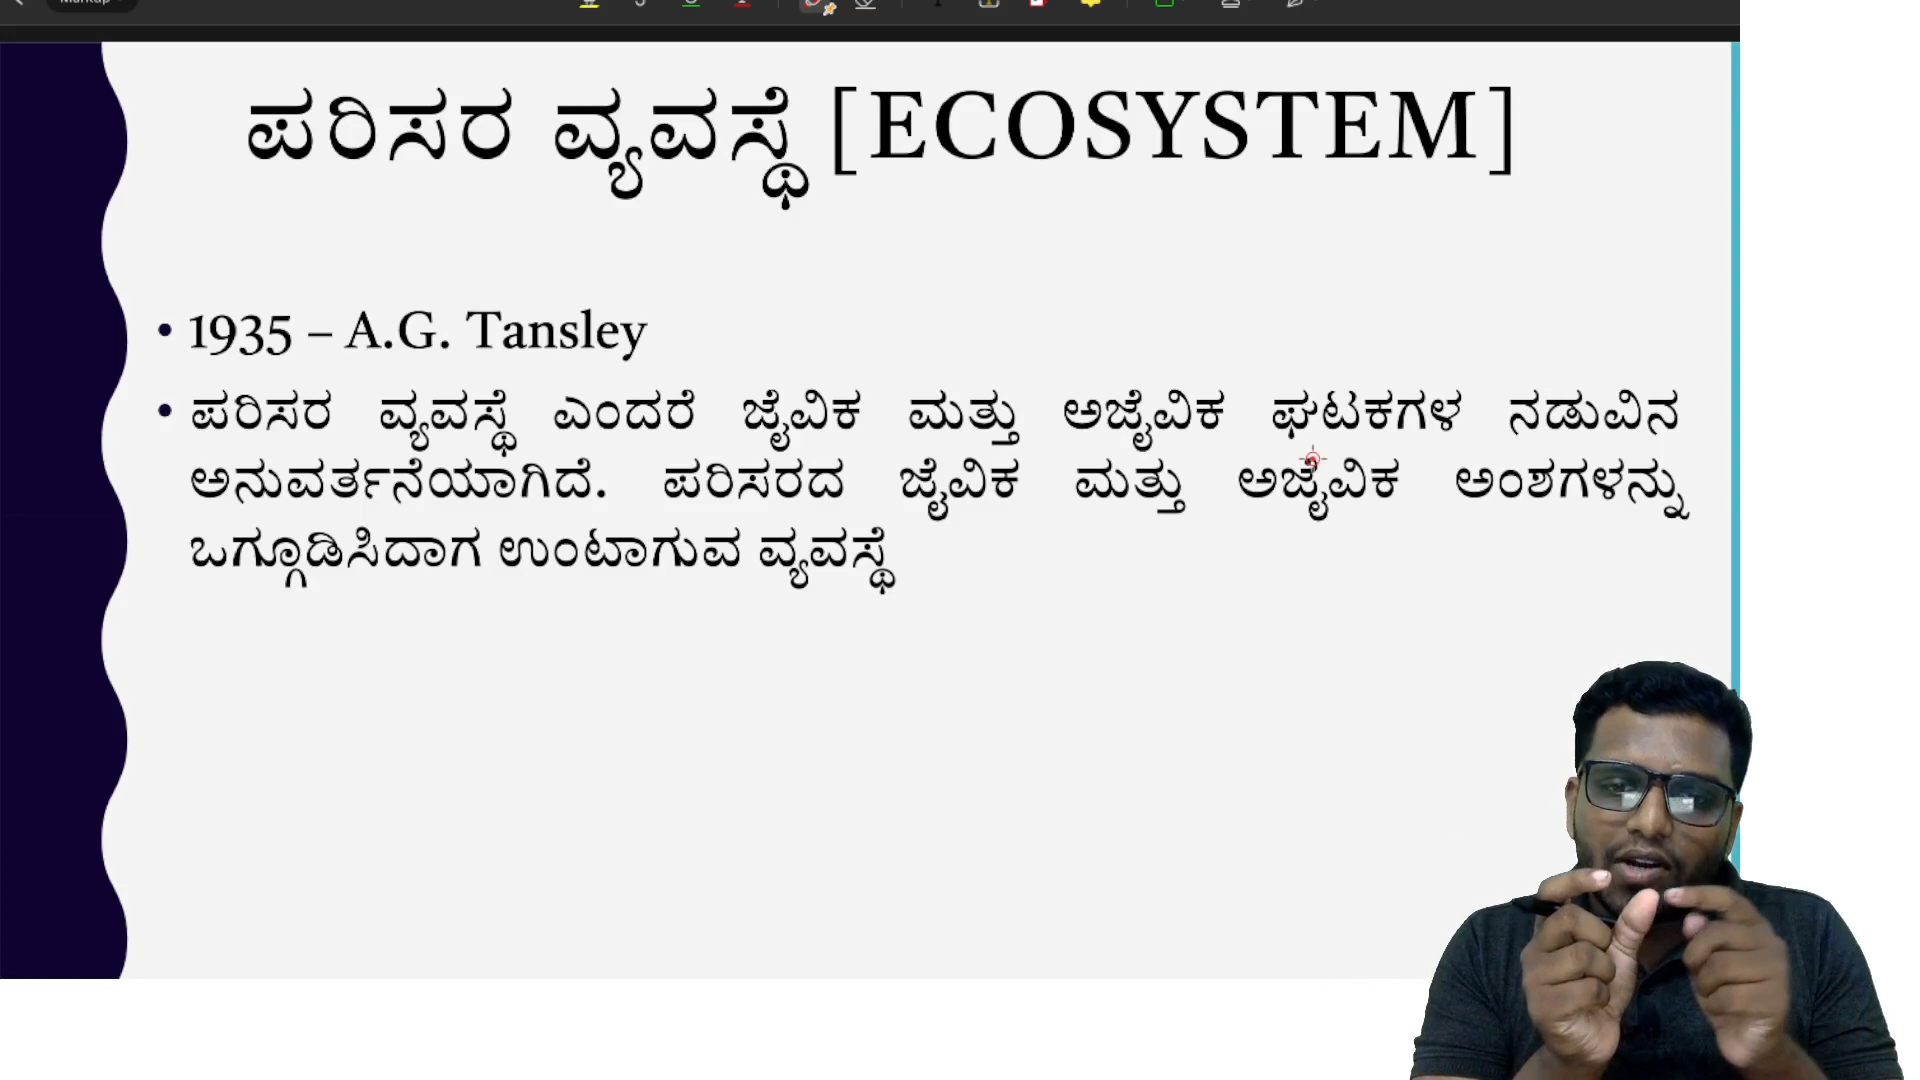 ಪರಿಸರ ವ್ಯವಸ್ಥೆ [ECOSYSTEM]
• 1935 – A.G. Tansley
• ಪರಿಸರ ವ್ಯವಸ್ಥೆ ಎಂದರೆ ಜೈವಿಕ ಮತ್ತು ಅಜೈವಿಕ ಘಟಕಗಳ ನಡುವಿನ
ಅನುವರ್ತನೆಯಾಗಿದೆ. ಪರಿಸರದ ಜೈವಿಕ ಮತ್ತು ಅಜೈವಿಕ ಅಂಶಗಳನ್ನು
ಒಗ್ಗೂಡಿಸಿದಾಗ ಉಂಟಾಗುವ ವ್ಯವಸ್ಥೆ